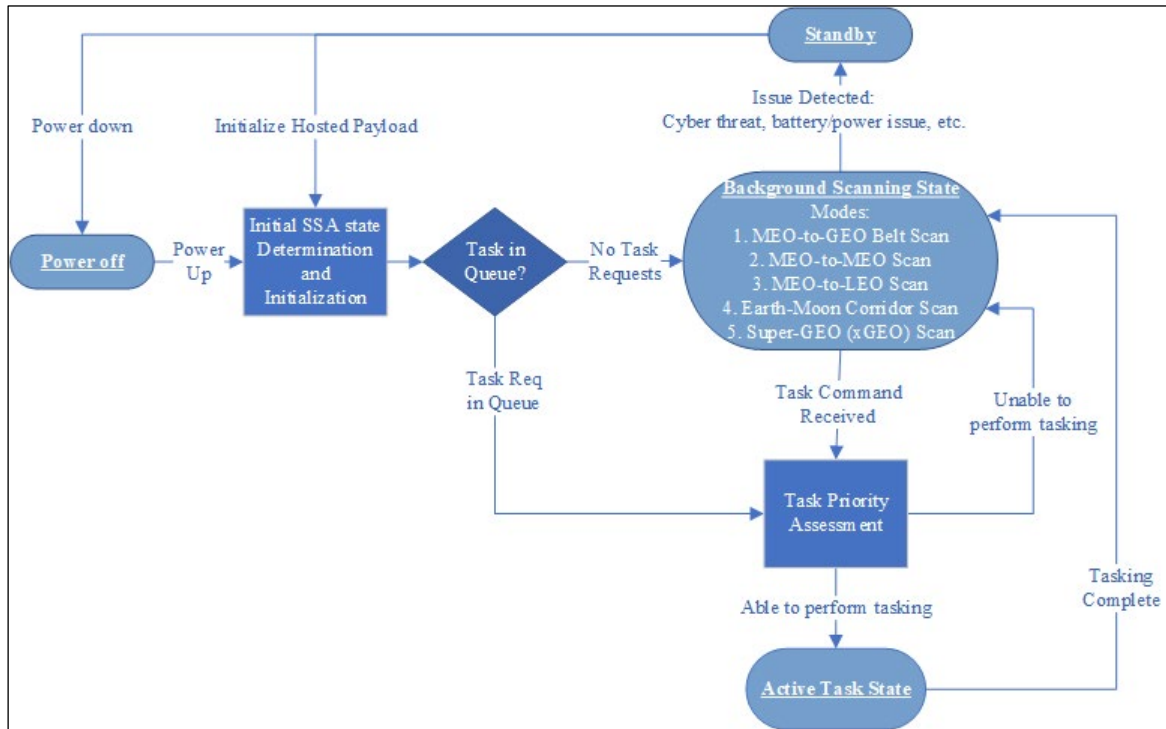 Standby
Power down
Initialize Hosted Payload
Issue Detected:
Cyber threat, battery/power issue, etc.
Background Scanning State
Modes:
1. MEO-to-GEO Belt Scan
2. MEO-to-MEO Scan
3. MEO-to-LEO Scan
4. Earth-Moon Corridor Scan
5. Super-GEO (xGEO) Scan
Power off
Power
Up
Initial SSA state
Determination
and
Initialization
Task in
Queue?
No Task
Requests
Task Req
in Queue
Task Command
Received
Unable to
perform tasking
Task Priority
Assessment
Able to perform tasking
Tasking
Complete
Active Task State